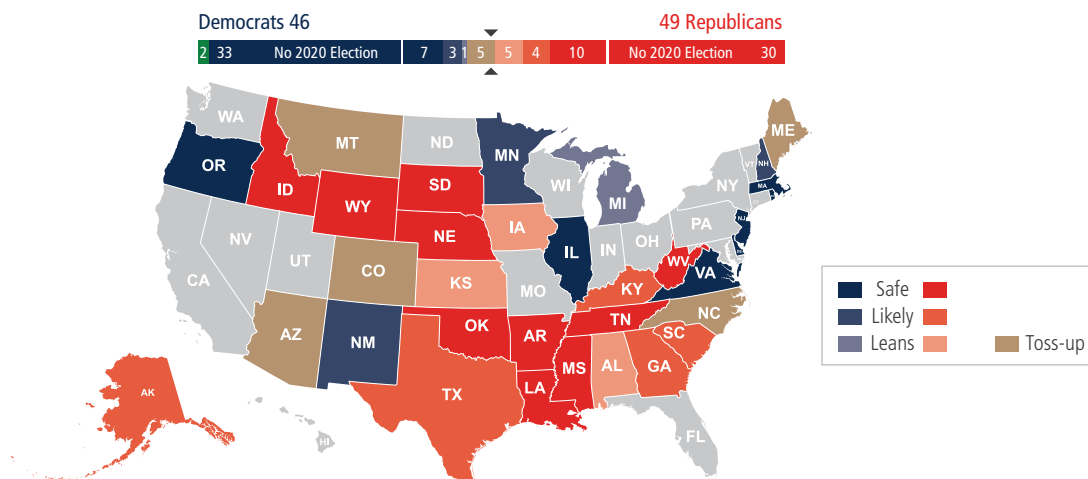 Democrats 46
49 Republicans
2 33 No 2020 Election 7 3 1 5 5 4 10 No 2020 Election 30
WA
OR
ID
MT
ND
MN
WI
MI
ME
VT
NH
MA
NY
CT
NJ
PA
SD
WY
NE
IA
IL
IN
OH
WV
VA
NV
UT
CO
KS
MO
KY
NC
CA
AZ
NM
OK
AR
TN
SC
MS
AL
GA
TX
LA
FL
AK
HI
Safe
Likely
Leans
Toss-up